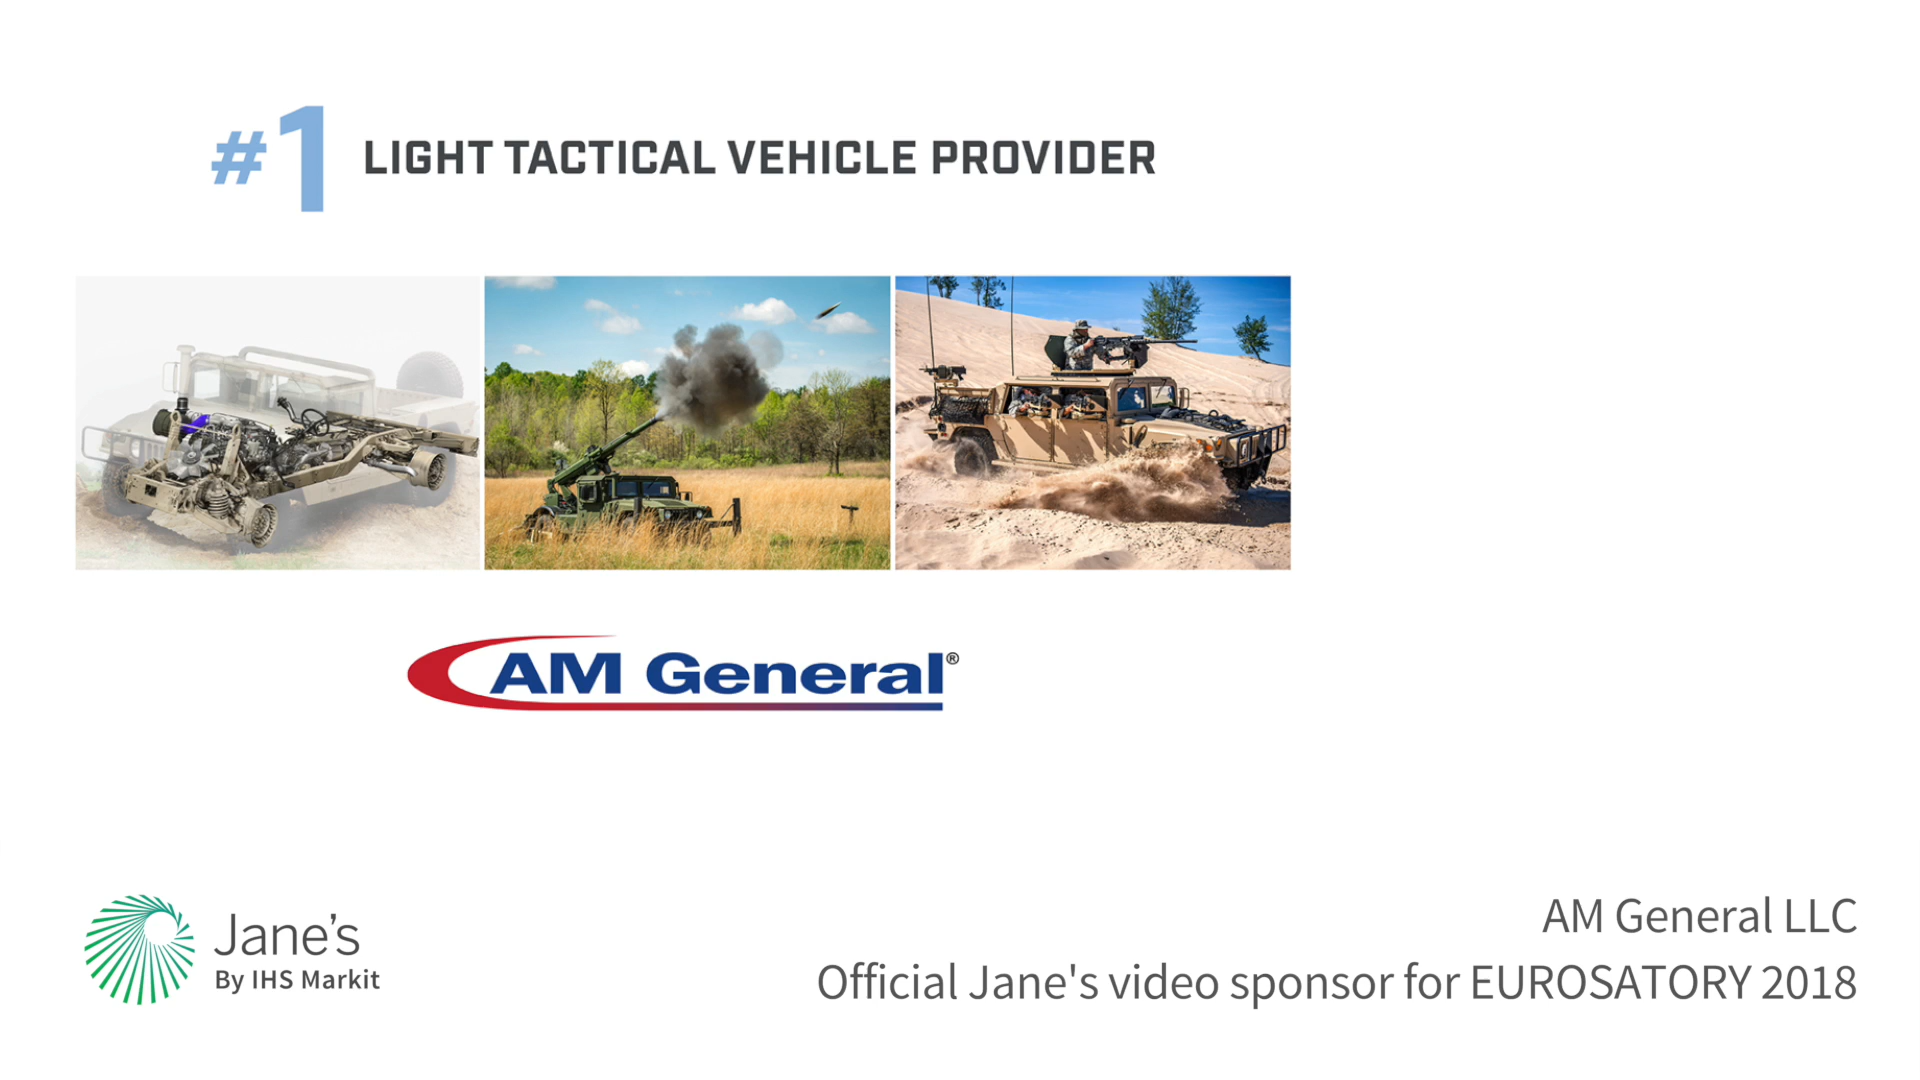 #1 LIGHT TACTICAL VEHICLE PROVIDER
AM General®
Jane's
By IHS Markit
AM General LLC
Official Jane's video sponsor for EUROSATORY 2018